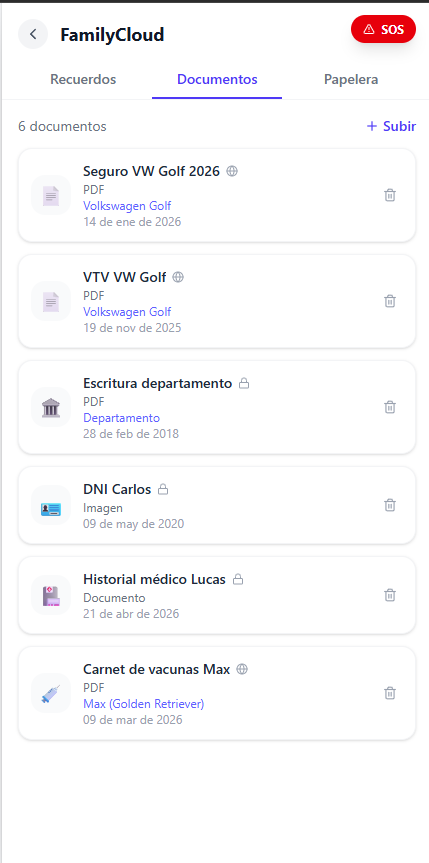 FamilyCloud
SOS
Recuerdos
Documentos
Papelera
6 documentos
+ Subir
Seguro VW Golf 2026
PDF
Volkswagen Golf
14 de ene de 2026
VTV VW Golf
PDF
Volkswagen Golf
19 de nov de 2025
Escritura departamento
PDF
Departamento
28 de feb de 2018
DNI Carlos
Imagen
09 de may de 2020
Historial médico Lucas
Documento
21 de abr de 2026
Carnet de vacunas Max
PDF
Max (Golden Retriever)
09 de mar de 2026